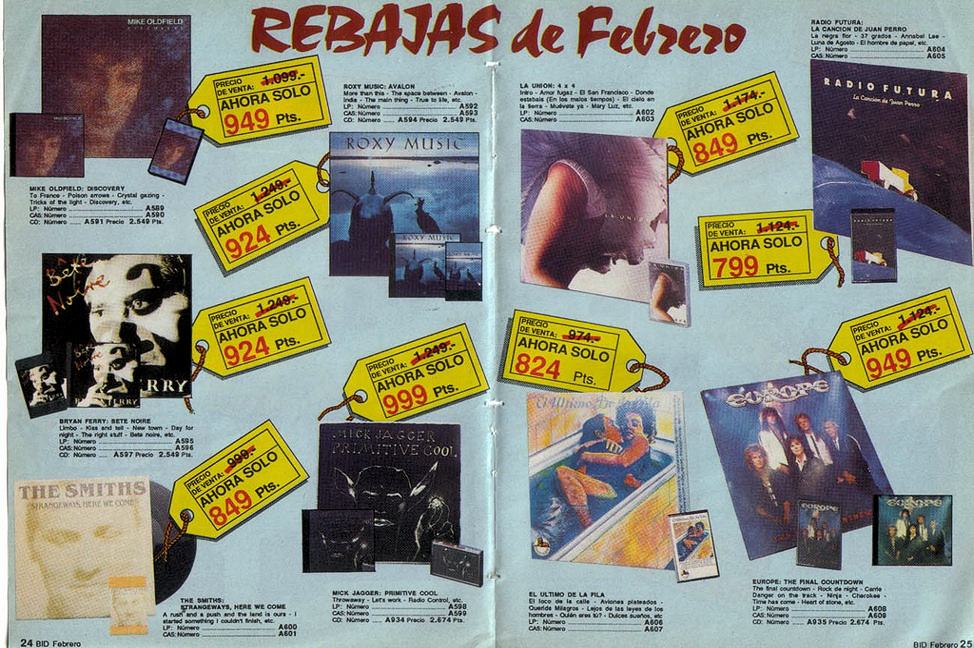 REBAJAS de Febrero
MIKE OLDFIELD
PRECIO
DE VENTA: 1.099.-
AHORA SOLO
949 Pts.
MIKE OLDFIELD: DISCOVERY
To France - Poison arrows - Crystal gazing -
Tricks of the light - Discovery, etc.
LP: Número A589
CAS: Número A590
CD: Número A591 Precio 2.549 Pts.
ROXY MUSIC: AVALON
More than this - The space between - Avalon -
India - The main thing - True to life, etc.
LP: Número A592
CAS: Número A593
CD: Número A594 Precio 2.549 Pts.
PRECIO
DE VENTA: 1.249.-
AHORA SOLO
924 Pts.
ROXY MUSIC
ROXY MUSIC
Bête
Noire
FERRY
PRECIO
DE VENTA: 1.249.-
AHORA SOLO
924 Pts.
BRYAN FERRY: BETE NOIRE
Limbo - Kiss and tell - New town - Day for
night - The right stuff - Bete noire, etc.
LP: Número A595
CAS: Número A596
CD: Número A597 Precio 2.549 Pts.
PRECIO
DE VENTA: 1.249.-
AHORA SOLO
999 Pts.
MICK JAGGER
PRIMITIVE COOL
MICK JAGGER: PRIMITIVE COOL
Throwaway - Let's work - Radio Control, etc.
LP: Número A598
CAS: Número A599
CD: Número A934 Precio 2.674 Pts.
PRECIO
DE VENTA: 999.-
AHORA SOLO
849 Pts.
THE SMITHS
STRANGEWAYS, HERE WE COME
THE SMITHS:
STRANGEWAYS, HERE WE COME
A rush and a push and the land is ours - I
started something I couldn't finish, etc.
LP: Número A600
CAS: Número A601
24 BID Febrero
LA UNION: 4 x 4
Intro - Amor fugaz - El San Francisco - Donde
estabais (En los malos tiempos) - El cielo en
la tierra - Muévete ya - Mary Luz, etc.
LP: Número A602
CAS: Número A603
PRECIO
DE VENTA: 1.174.-
AHORA SOLO
849 Pts.
LA UNION
RADIO FUTURA:
LA CANCION DE JUAN PERRO
La negra flor - 37 grados - Annabel Lee -
Luna de Agosto - El hombre de papel, etc.
LP: Número A604
CAS: Número A605
RADIO FUTURA
La Canción de Juan Perro
PRECIO
DE VENTA: 1.124.-
AHORA SOLO
799 Pts.
PRECIO
DE VENTA: 974.-
AHORA SOLO
824 Pts.
El Ultimo De La Fila
EL ULTIMO DE LA FILA
El loco de la calle - Aviones plateados -
Querida Milagros - Lejos de las leyes de los
hombres - Quién eres tú? - Dulces sueños, etc.
LP: Número A606
CAS: Número A607
PRECIO
DE VENTA: 1.124.-
AHORA SOLO
949 Pts.
EUROPE
EUROPE
EUROPE
EUROPE: THE FINAL COUNTDOWN
The final countdown - Rock de night - Carrie -
Danger on the track - Ninja - Cherokee -
Time has come - Heart of stone, etc.
LP: Número A608
CAS: Número A609
CD: Número A935 Precio 2.674 Pts.
BID Febrero 25